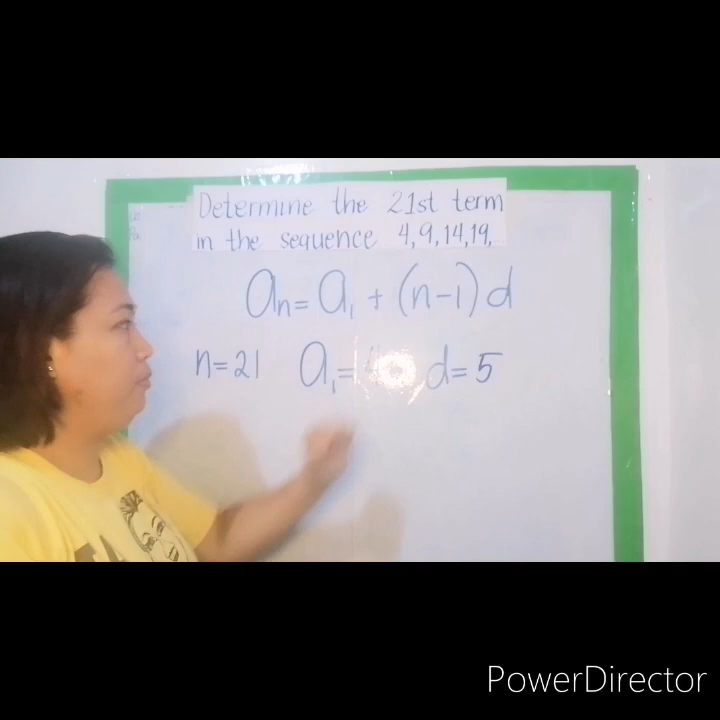 Determine the 21st term
in the sequence 4,9,14,19,
an = a1 + (n-1)d
n=21 a1= d=5
PowerDirector